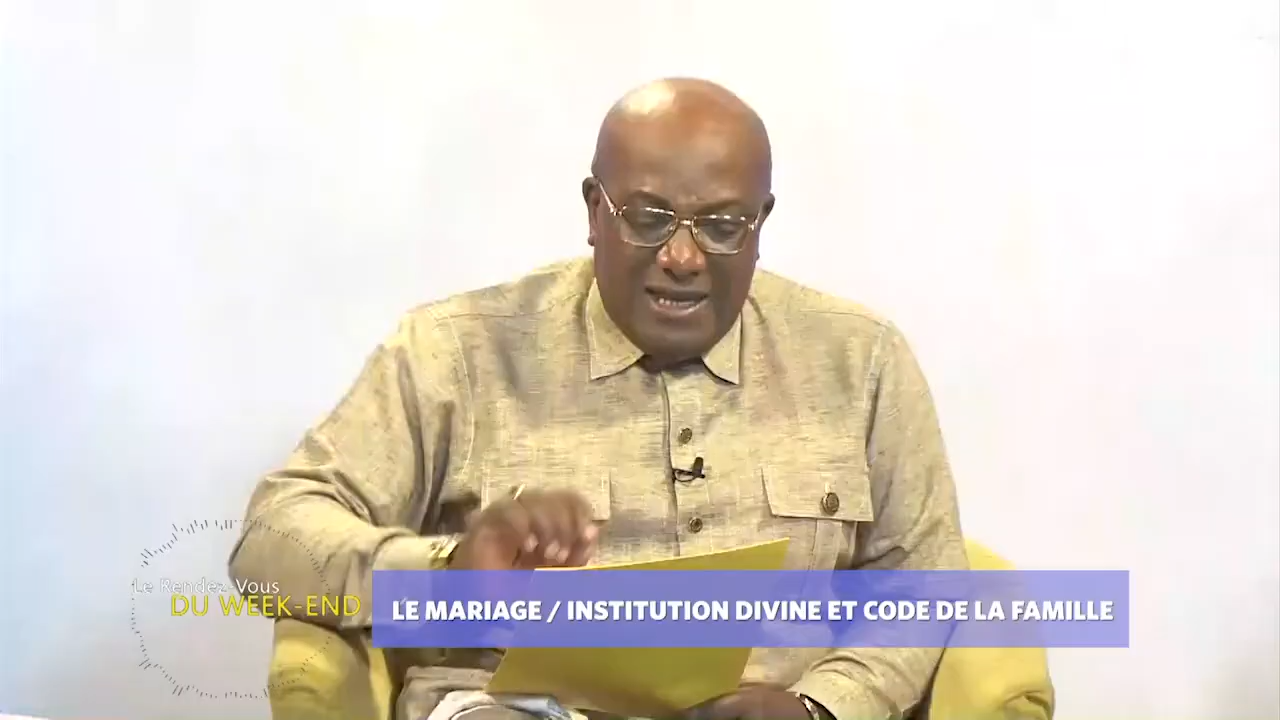 Le Rendez-Vous
DU WEEK-END
LE MARIAGE / INSTITUTION DIVINE ET CODE DE LA FAMILLE